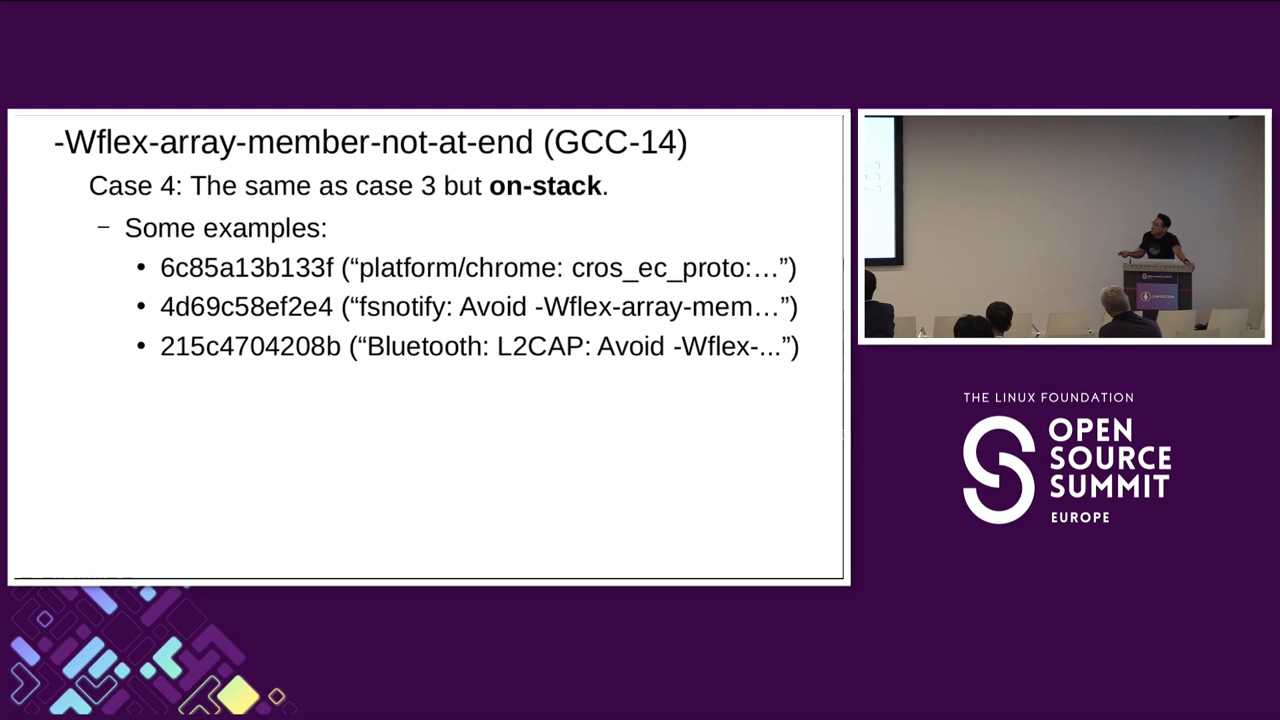 -Wflex-array-member-not-at-end (GCC-14)
Case 4: The same as case 3 but on-stack.
– Some examples:
• 6c85a13b133f (“platform/chrome: cros_ec_proto:…”)
• 4d69c58ef2e4 (“fsnotify: Avoid -Wflex-array-mem…”)
• 215c4704208b (“Bluetooth: L2CAP: Avoid -Wflex-...”)
THE LINUX FOUNDATION
OPEN
SOURCE
SUMMIT
EUROPE